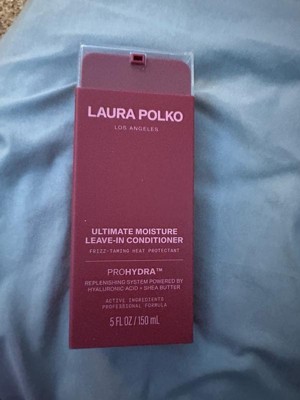 LAURA POLKO
LOS ANGELES
ULTIMATE MOISTURE
LEAVE-IN CONDITIONER
FRIZZ-TAMING HEAT PROTECTANT
PROHYDRA™
REPLENISHING SYSTEM POWERED BY
HYALURONIC ACID + SHEA BUTTER
ACTIVE INGREDIENTS
PROFESSIONAL FORMULA
5 FL OZ / 150 mL